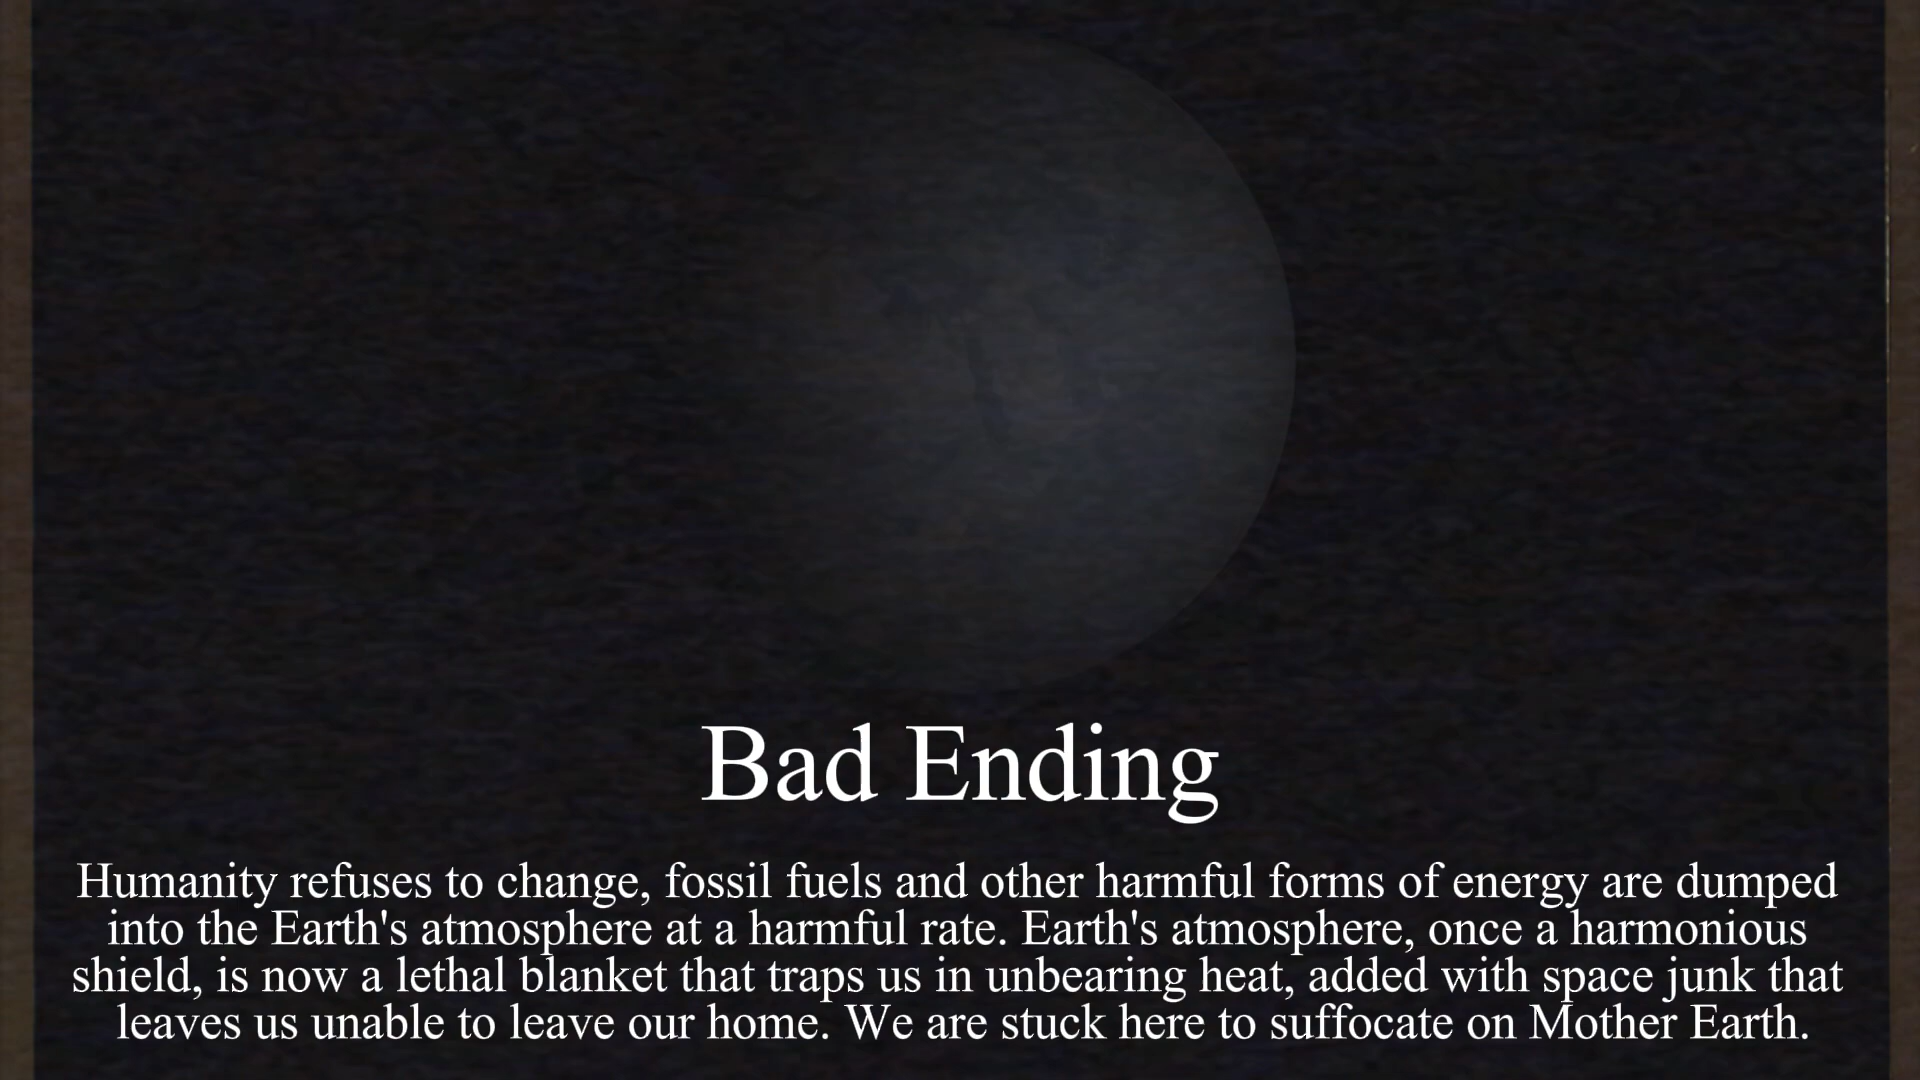 Bad Ending
Humanity refuses to change, fossil fuels and other harmful forms of energy are dumped
into the Earth's atmosphere at a harmful rate. Earth's atmosphere, once a harmonious
shield, is now a lethal blanket that traps us in unbearing heat, added with space junk that
leaves us unable to leave our home. We are stuck here to suffocate on Mother Earth.